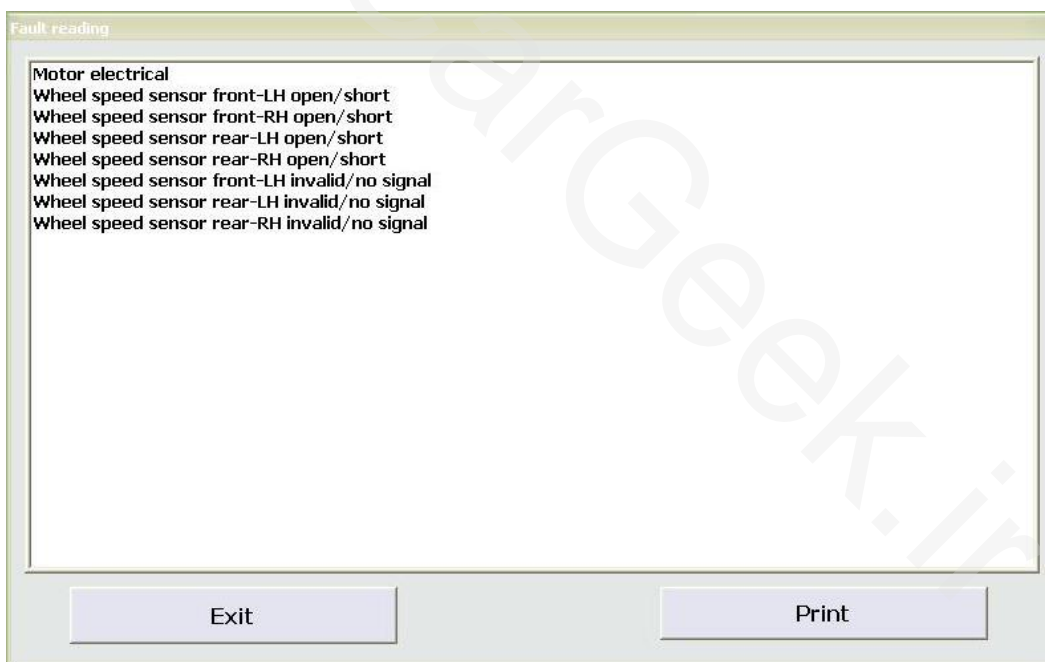 Fault reading
Motor electrical
Wheel speed sensor front-LH open/short
Wheel speed sensor front-RH open/short
Wheel speed sensor rear-LH open/short
Wheel speed sensor rear-RH open/short
Wheel speed sensor front-LH invalid/no signal
Wheel speed sensor rear-LH invalid/no signal
Wheel speed sensor rear-RH invalid/no signal
Exit
Print
CarGeek.ir